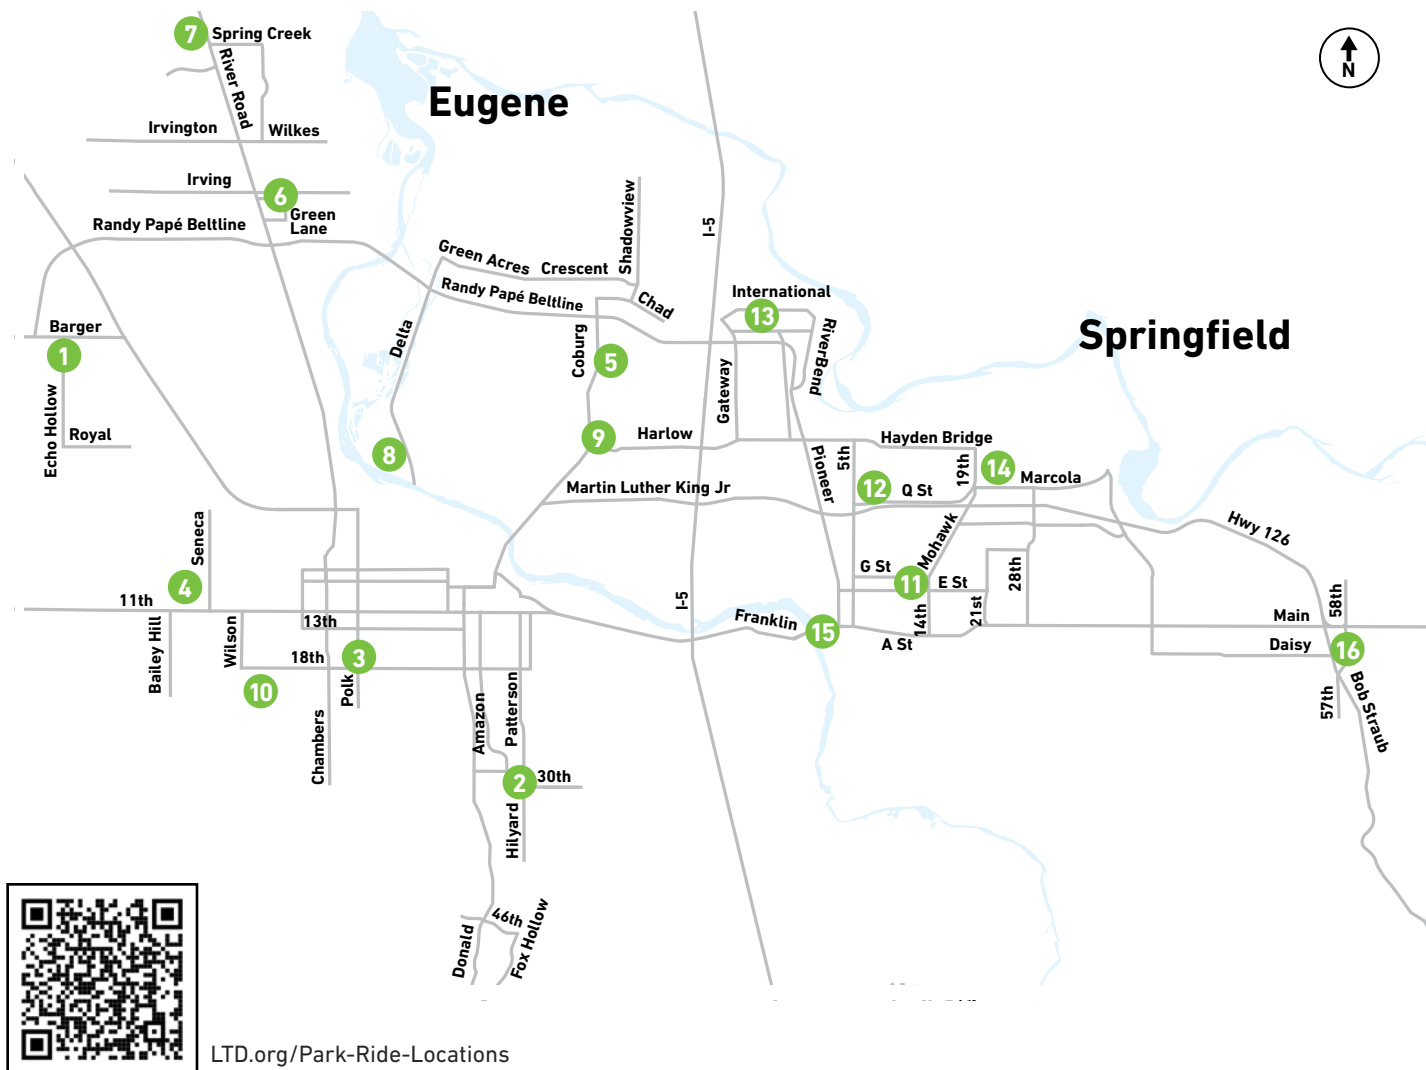 7
Spring Creek
River Road
Eugene
N
Irvington
Wilkes
Irving
6
Green
Lane
Randy Papé Beltline
Shadowview
I-5
Green Acres
Crescent
Randy Papé Beltline
Chad
International
13
RiverBend
Springfield
Barger
1
Delta
Coburg
5
Gateway
Echo Hollow
Royal
8
9
Harlow
Pioneer
5th
Hayden Bridge
19th
14
Marcola
12
Q St
Martin Luther King Jr
Mohawk
Hwy 126
Seneca
4
11th
G St
11
E St
28th
58th
I-5
Franklin
15
14th
21st
Main
A St
Daisy
16
13th
Bailey Hill
Wilson
18th
3
10
Polk
Chambers
Amazon
Patterson
57th
Bob Straub
2
30th
Hilyard
46th
Donald
Fox Hollow
LTD.org/Park-Ride-Locations